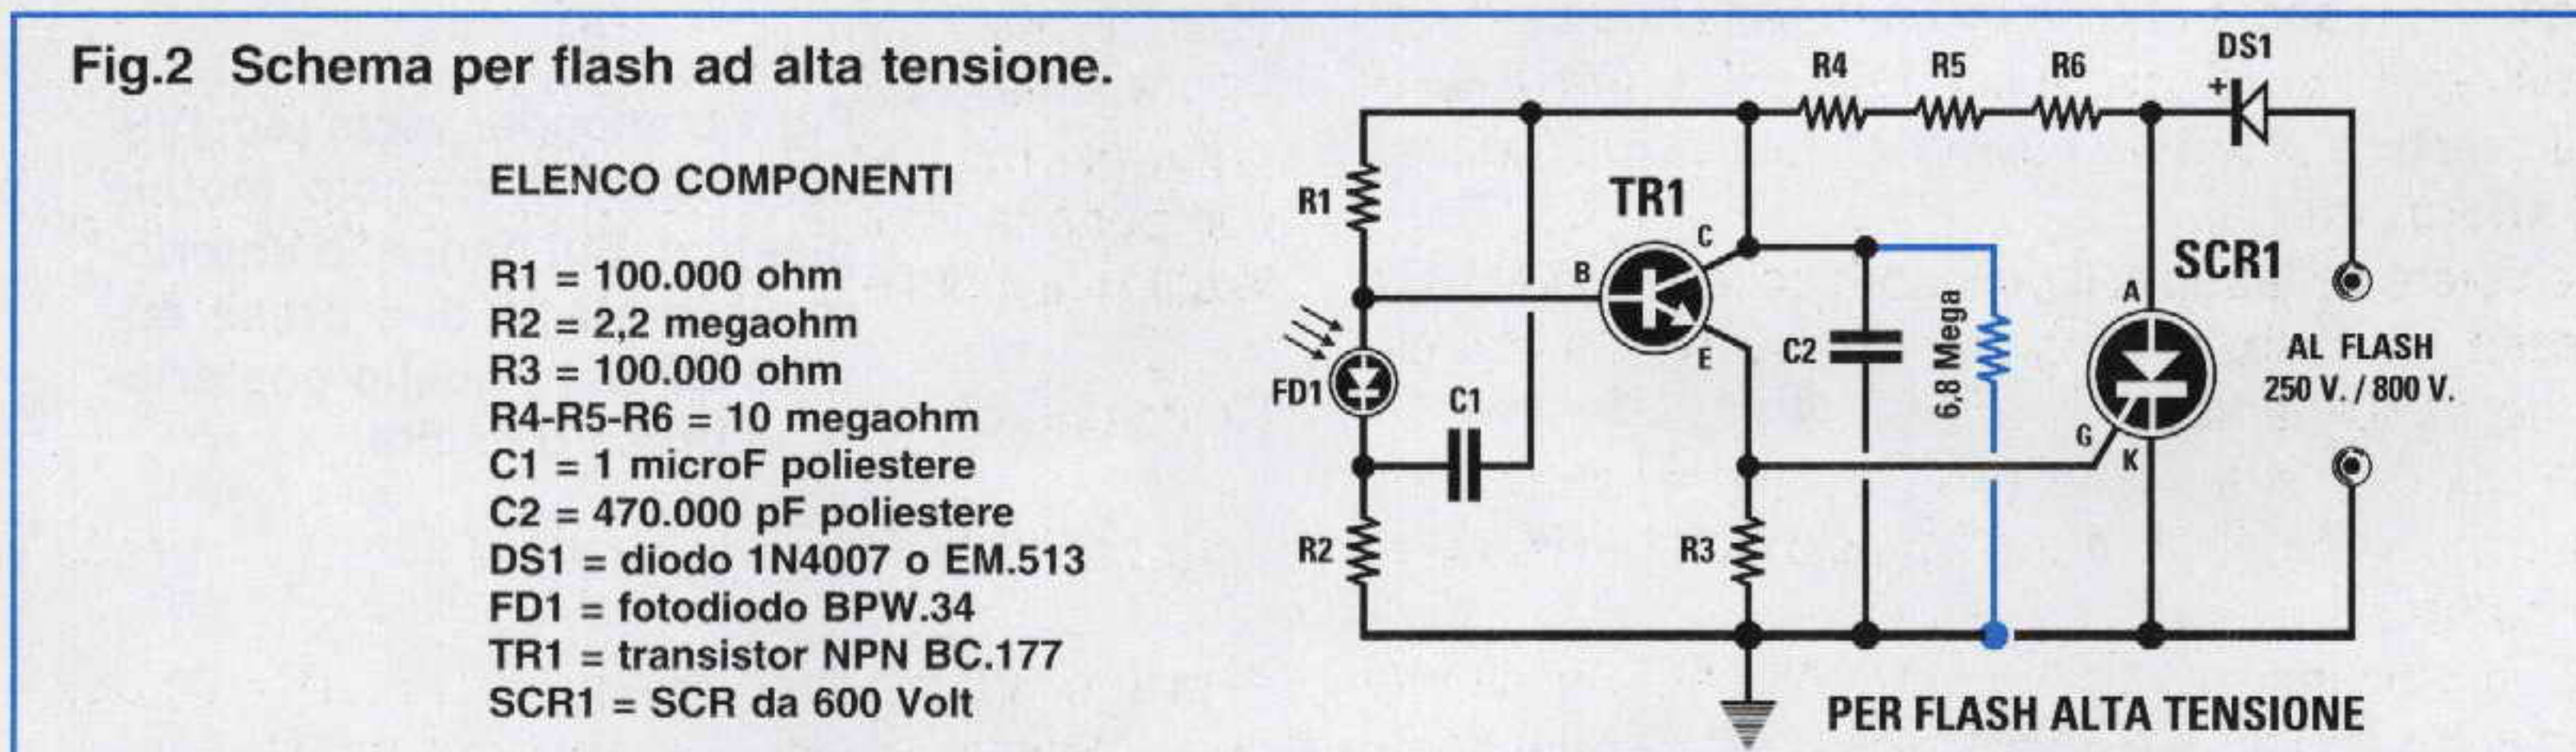 Fig.2 Schema per flash ad alta tensione.
ELENCO COMPONENTI
R1 = 100.000 ohm
R2 = 2,2 megaohm
R3 = 100.000 ohm
R4-R5-R6 = 10 megaohm
C1 = 1 microF poliestere
C2 = 470.000 pF poliestere
DS1 = diodo 1N4007 o EM.513
FD1 = fotodiodo BPW.34
TR1 = transistor NPN BC.177
SCR1 = SCR da 600 Volt
R4
R5
R6
DS1
+
R1
TR1
C
B
E
SCR1
A
G
K
FD1
C1
C2
6,8 Mega
AL FLASH
250 V. / 800 V.
R2
R3
PER FLASH ALTA TENSIONE